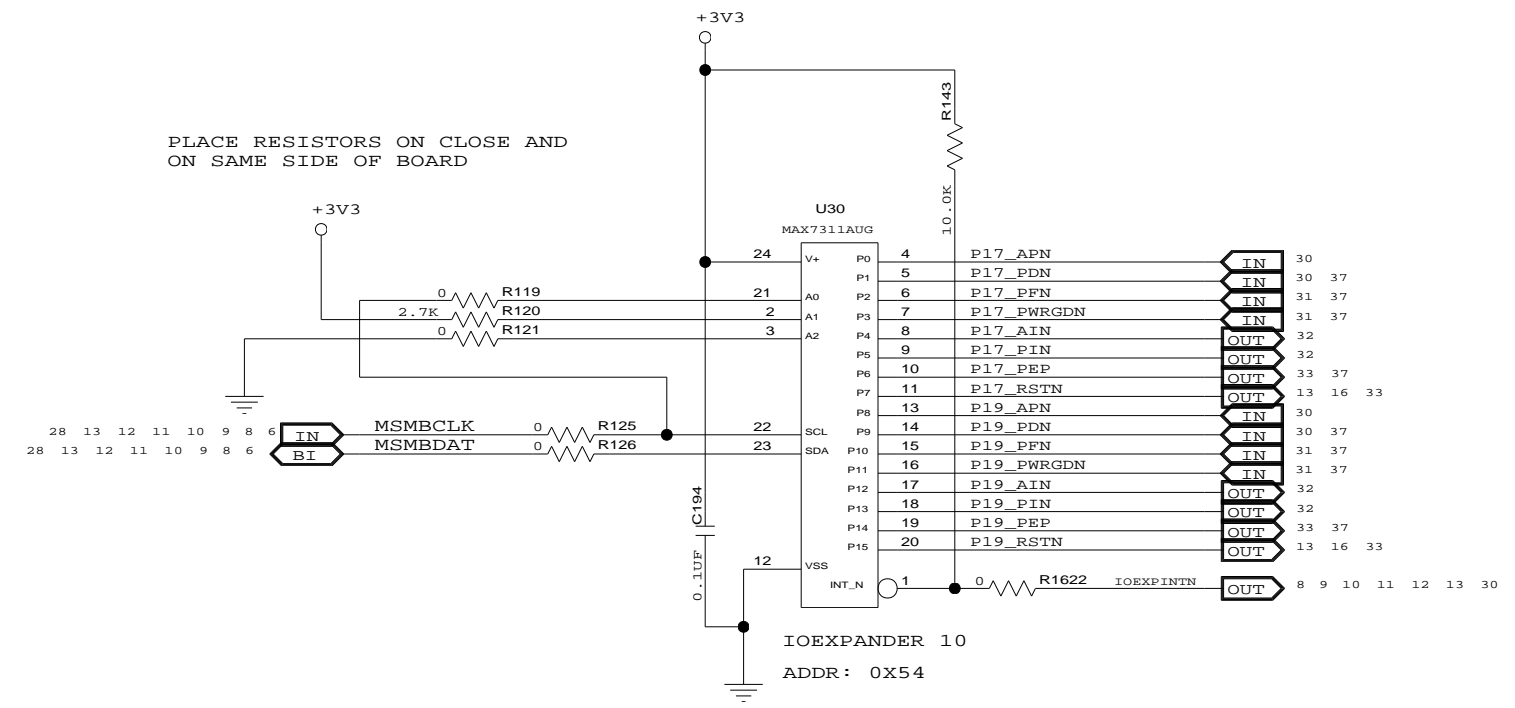 +3V3
R143
10.0K
PLACE RESISTORS ON CLOSE AND
ON SAME SIDE OF BOARD
+3V3
U30
MAX7311AUG
24 V+ P0 4 P17_APN IN 30
P1 5 P17_PDN IN 30 37
0 R119 21 A0 P2 6 P17_PFN IN 31 37
2.7K R120 2 A1 P3 7 P17_PWRGDN IN 31 37
0 R121 3 A2 P4 8 P17_AIN OUT 32
P5 9 P17_PIN OUT 32
P6 10 P17_PEP OUT 33 37
P7 11 P17_RSTN OUT 13 16 33
P8 13 P19_APN IN 30
28 13 12 11 10 9 8 6 IN MSMBCLK 0 R125 22 SCL P9 14 P19_PDN IN 30 37
28 13 12 11 10 9 8 6 BI MSMBDAT 0 R126 23 SDA P10 15 P19_PFN IN 31 37
P11 16 P19_PWRGDN IN 31 37
P12 17 P19_AIN OUT 32
P13 18 P19_PIN OUT 32
P14 19 P19_PEP OUT 33 37
P15 20 P19_RSTN OUT 13 16 33
C194
0.1UF
12 VSS
INT_N 1 0 R1622 IOEXPINTN OUT 8 9 10 11 12 13 30
IOEXPANDER 10
ADDR: 0X54